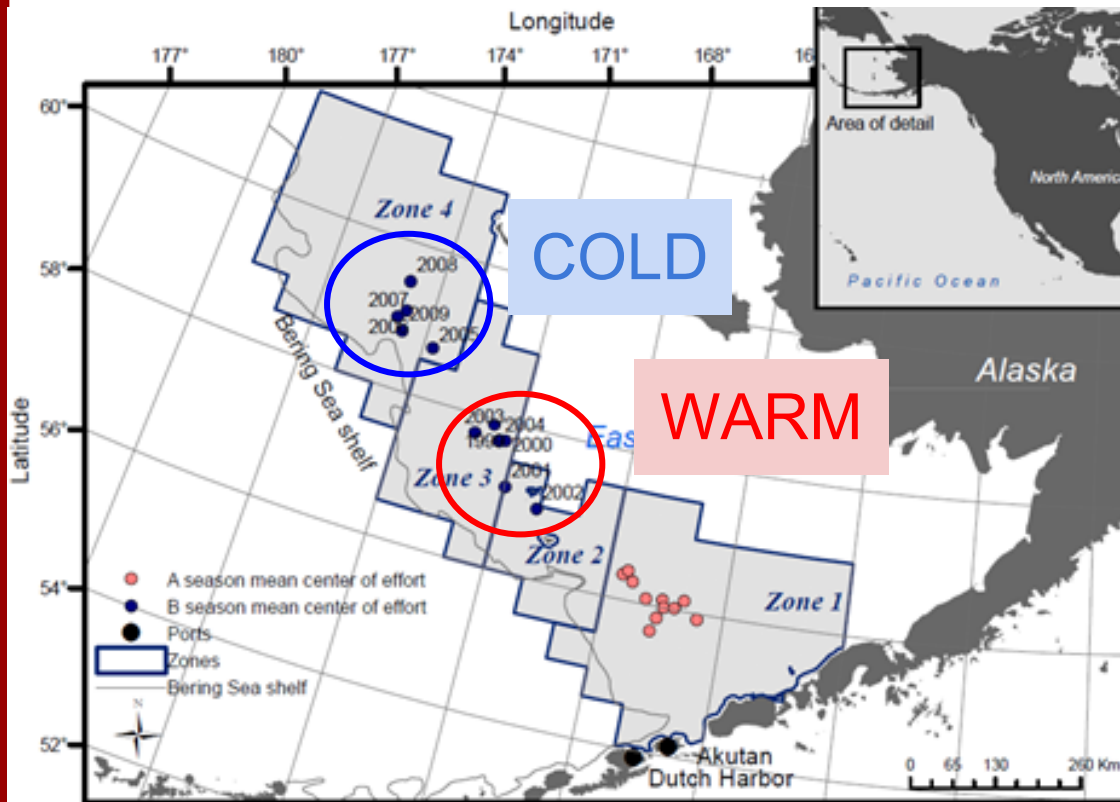 Longitude
177° 180° 177° 174° 171° 168°
60°
58°
56°
54°
52°
Latitude
Area of detail
North America
Pacific Ocean
Alaska
COLD
WARM
Zone 4
2008
2007
2009
2005
Bering Sea shelf
2003
2004
2000
2001
2002
Zone 3
Zone 2
Zone 1
A season mean center of effort
B season mean center of effort
Ports
Zones
Bering Sea shelf
N
Akutan
Dutch Harbor
0 65 130 260 Km